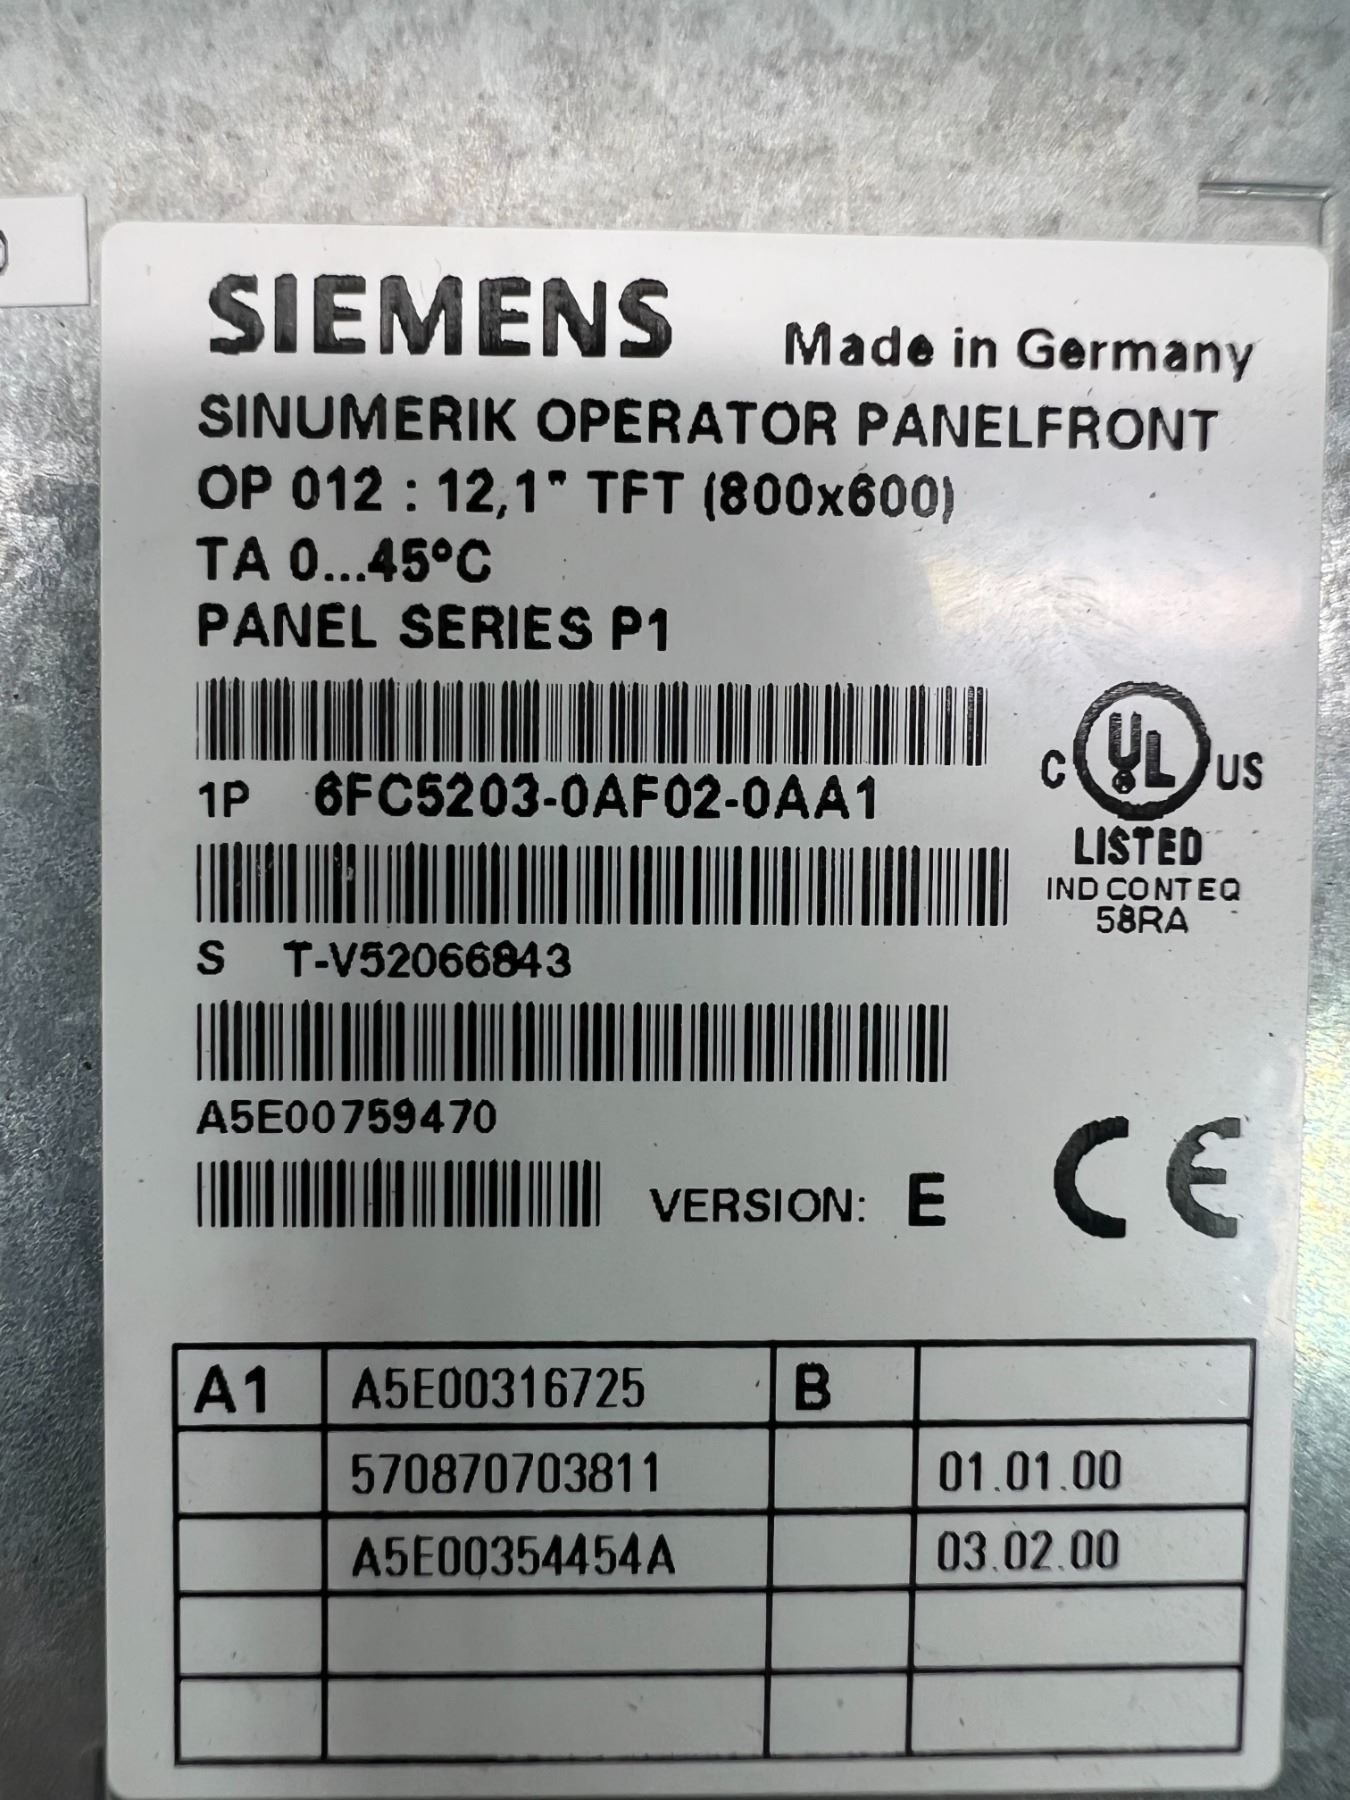 SIEMENS Made in Germany
SINUMERIK OPERATOR PANELFRONT
OP 012 : 12,1" TFT (800x600)
TA 0...45°C
PANEL SERIES P1
1P 6FC5203-0AF02-0AA1
C UL US
LISTED
IND CONT EQ
58RA
S T-V52066843
A5E00759470
VERSION: E
CE
A1 A5E00316725 B
570870703811 01.01.00
A5E00354454A 03.02.00